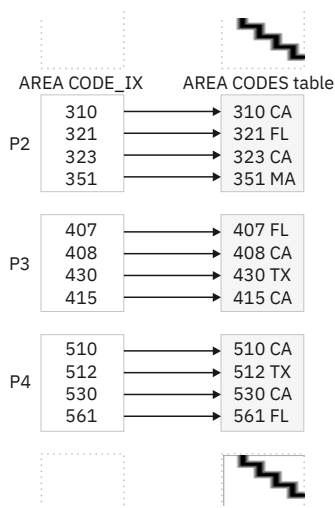 AREA CODE_IX AREA CODES table
P2
310 310 CA
321 321 FL
323 323 CA
351 351 MA
P3
407 407 FL
408 408 CA
430 430 TX
415 415 CA
P4
510 510 CA
512 512 TX
530 530 CA
561 561 FL